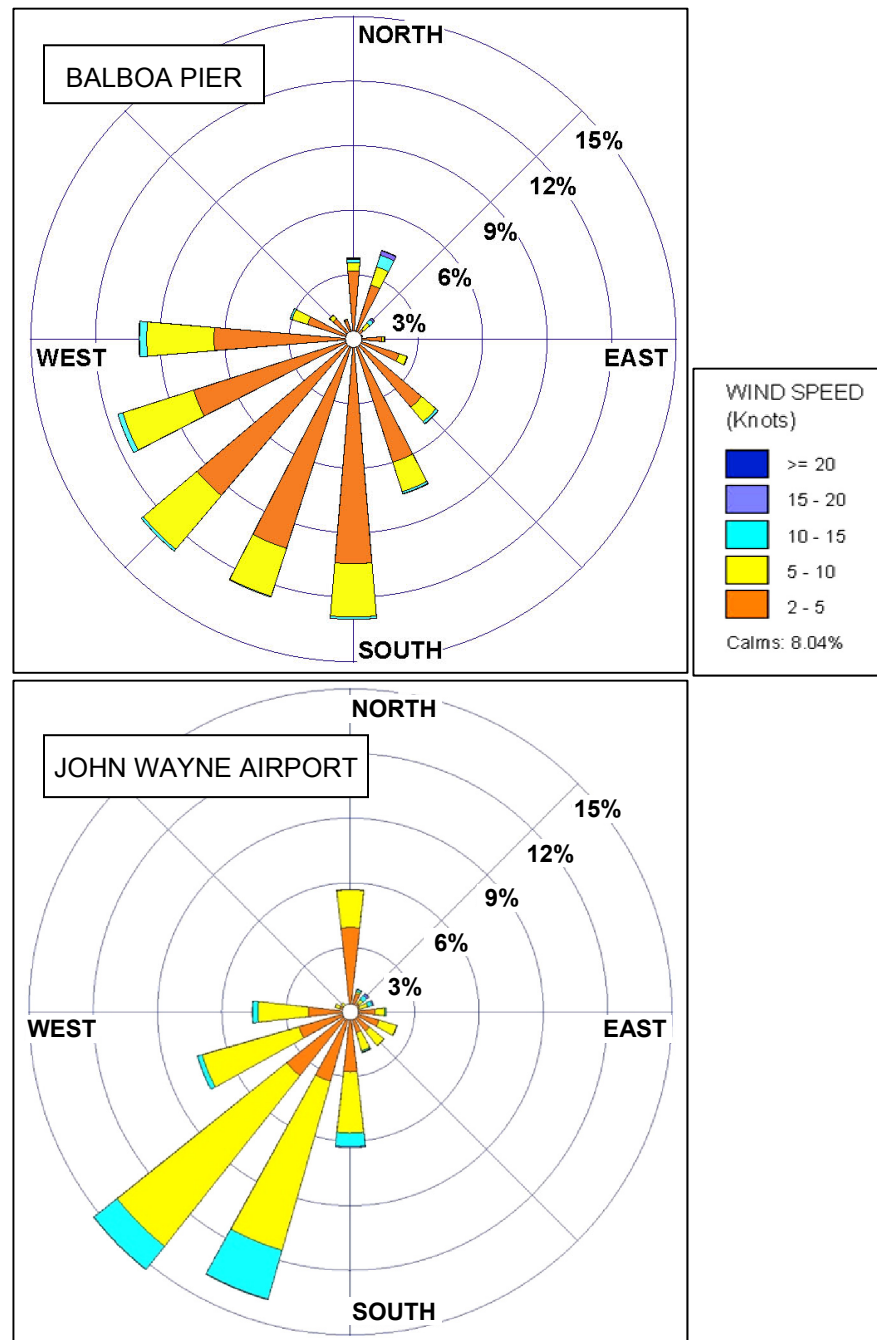 NORTH
BALBOA PIER
15%
12%
9%
6%
3%
WEST
EAST
SOUTH
WIND SPEED
(Knots)
>= 20
15 - 20
10 - 15
5 - 10
2 - 5
Calms: 8.04%
NORTH
JOHN WAYNE AIRPORT
15%
12%
9%
6%
3%
WEST
EAST
SOUTH